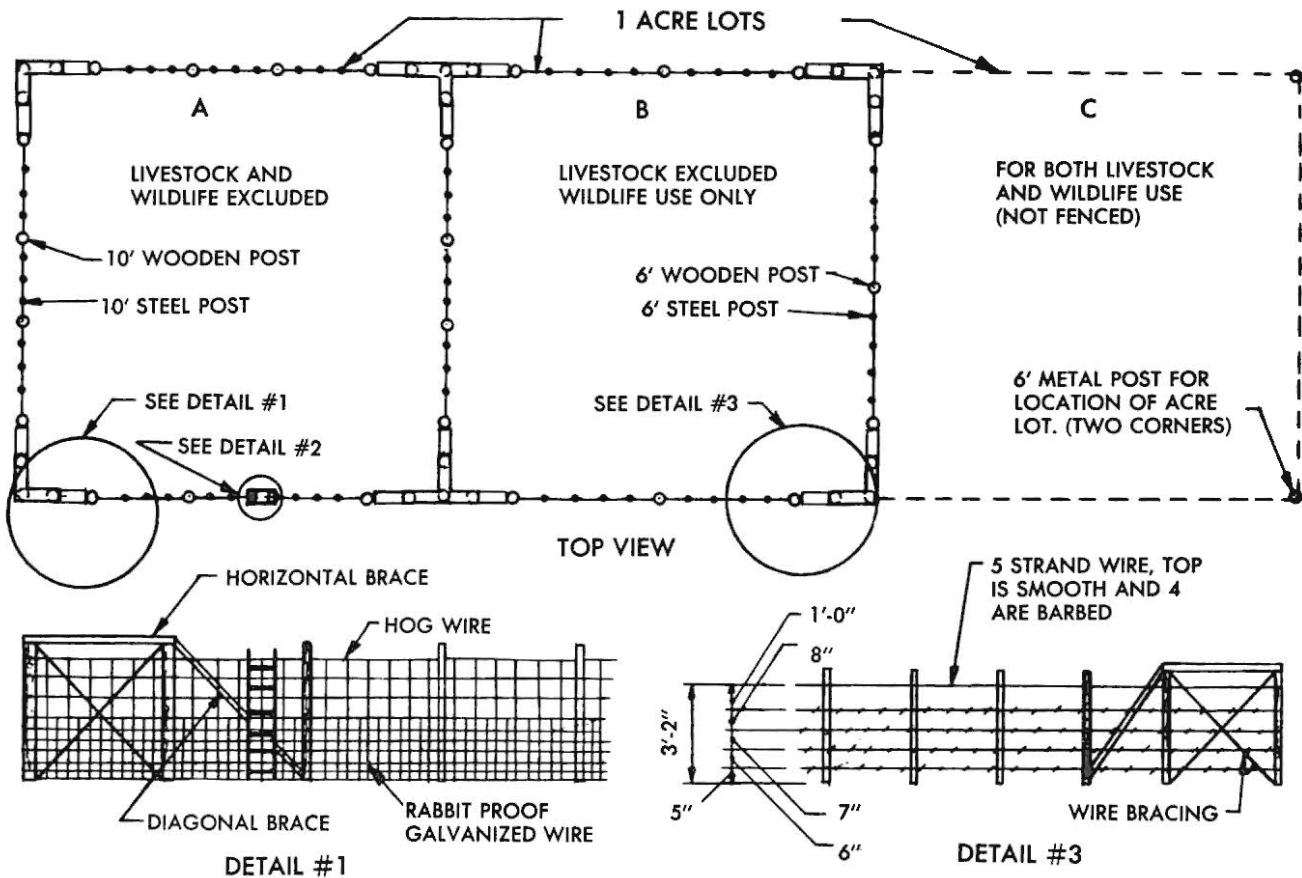 1 ACRE LOTS
A
B
C
LIVESTOCK AND
WILDLIFE EXCLUDED
LIVESTOCK EXCLUDED
WILDLIFE USE ONLY
FOR BOTH LIVESTOCK
AND WILDLIFE USE
(NOT FENCED)
10' WOODEN POST
10' STEEL POST
6' WOODEN POST
6' STEEL POST
SEE DETAIL #1
SEE DETAIL #2
SEE DETAIL #3
6' METAL POST FOR
LOCATION OF ACRE
LOT. (TWO CORNERS)
TOP VIEW
HORIZONTAL BRACE
HOG WIRE
DIAGONAL BRACE
RABBIT PROOF
GALVANIZED WIRE
DETAIL #1
5 STRAND WIRE, TOP
IS SMOOTH AND 4
ARE BARBED
1'-0"
8"
3'-2"
5"
7"
6"
WIRE BRACING
DETAIL #3